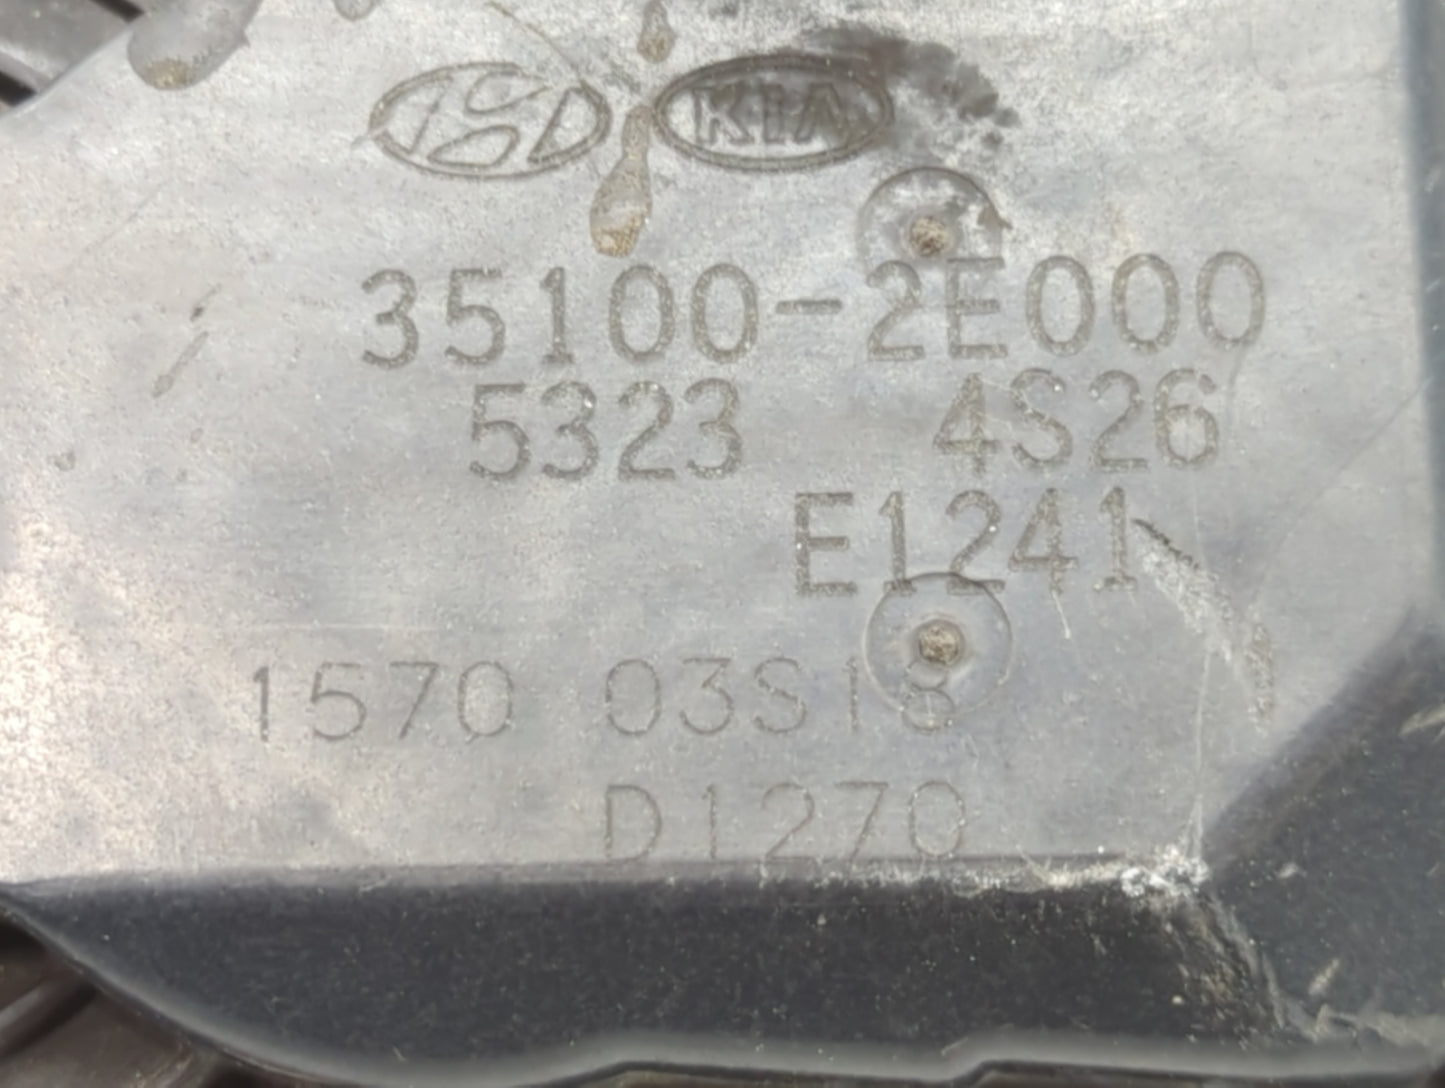 KIA
35100-2E000
5323 4S26
E1241
1570 03S18
D1270